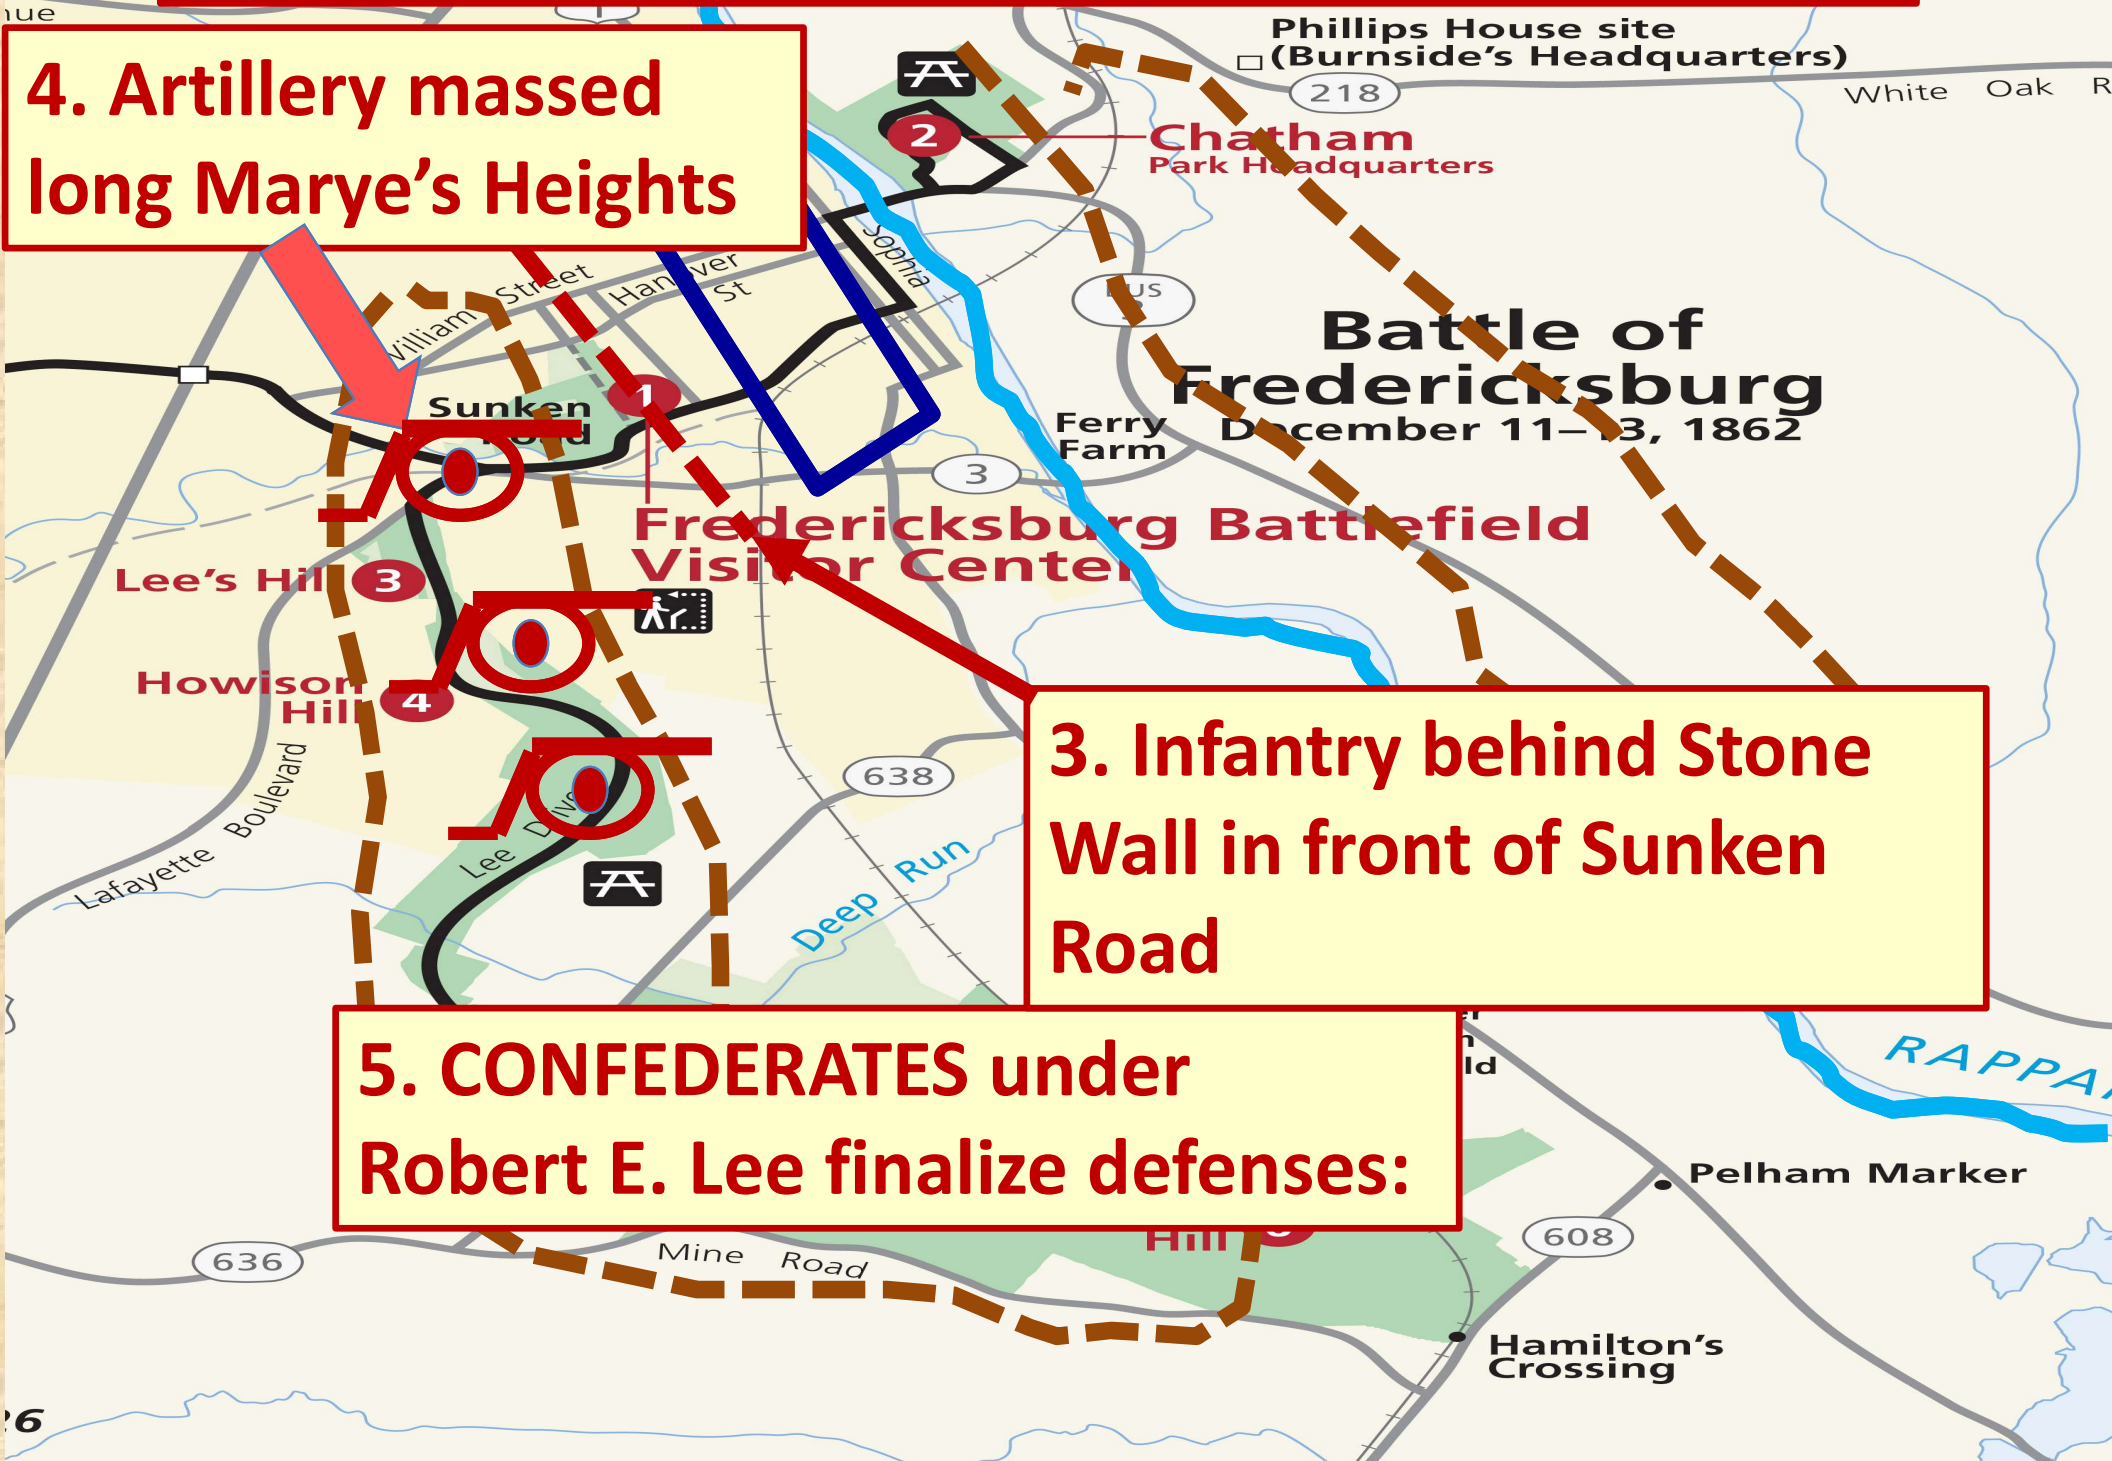 4. Artillery massed
long Marye's Heights
Phillips House site
(Burnside's Headquarters)
218
White Oak R
2
Chatham
Park Headquarters
Sophia
Street
Hanover
St
William
Battle of
Fredericksburg
December 11–13, 1862
Sunken
Road
1
Ferry
Farm
3
Fredericksburg Battlefield
Visitor Center
Lee's Hill
3
Howison
Hill
4
638
3. Infantry behind Stone
Wall in front of Sunken
Road
Lafayette Boulevard
Lee Drive
Deep Run
5. CONFEDERATES under
Robert E. Lee finalize defenses:
ld
RAPPA
Pelham Marker
608
Hill
636
Mine Road
Hamilton's
Crossing
26